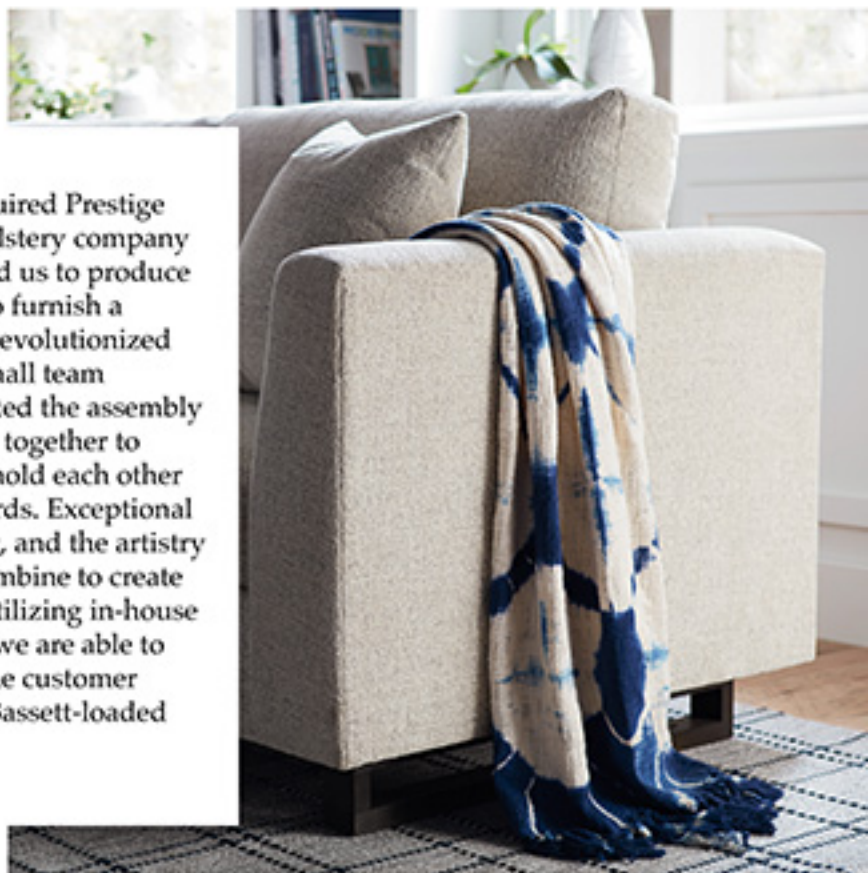 uired Prestige
lstery company
d us to produce
o furnish a
evolutionized
nall team
ted the assembly
together to
hold each other
rds. Exceptional
, and the artistry
mbine to create
tilizing in-house
we are able to
e customer
Bassett-loaded